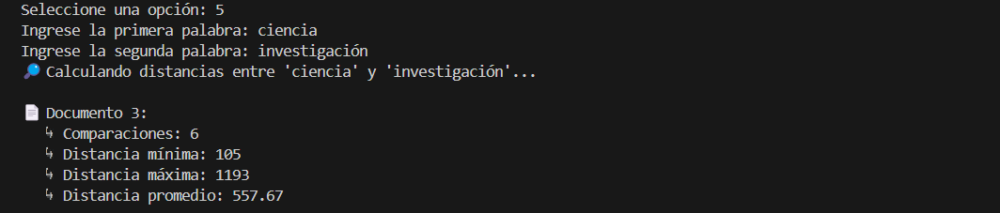 Seleccione una opción: 5
Ingrese la primera palabra: ciencia
Ingrese la segunda palabra: investigación
🔎 Calculando distancias entre 'ciencia' y 'investigación'...
📄 Documento 3:
↳ Comparaciones: 6
↳ Distancia mínima: 105
↳ Distancia máxima: 1193
↳ Distancia promedio: 557.67